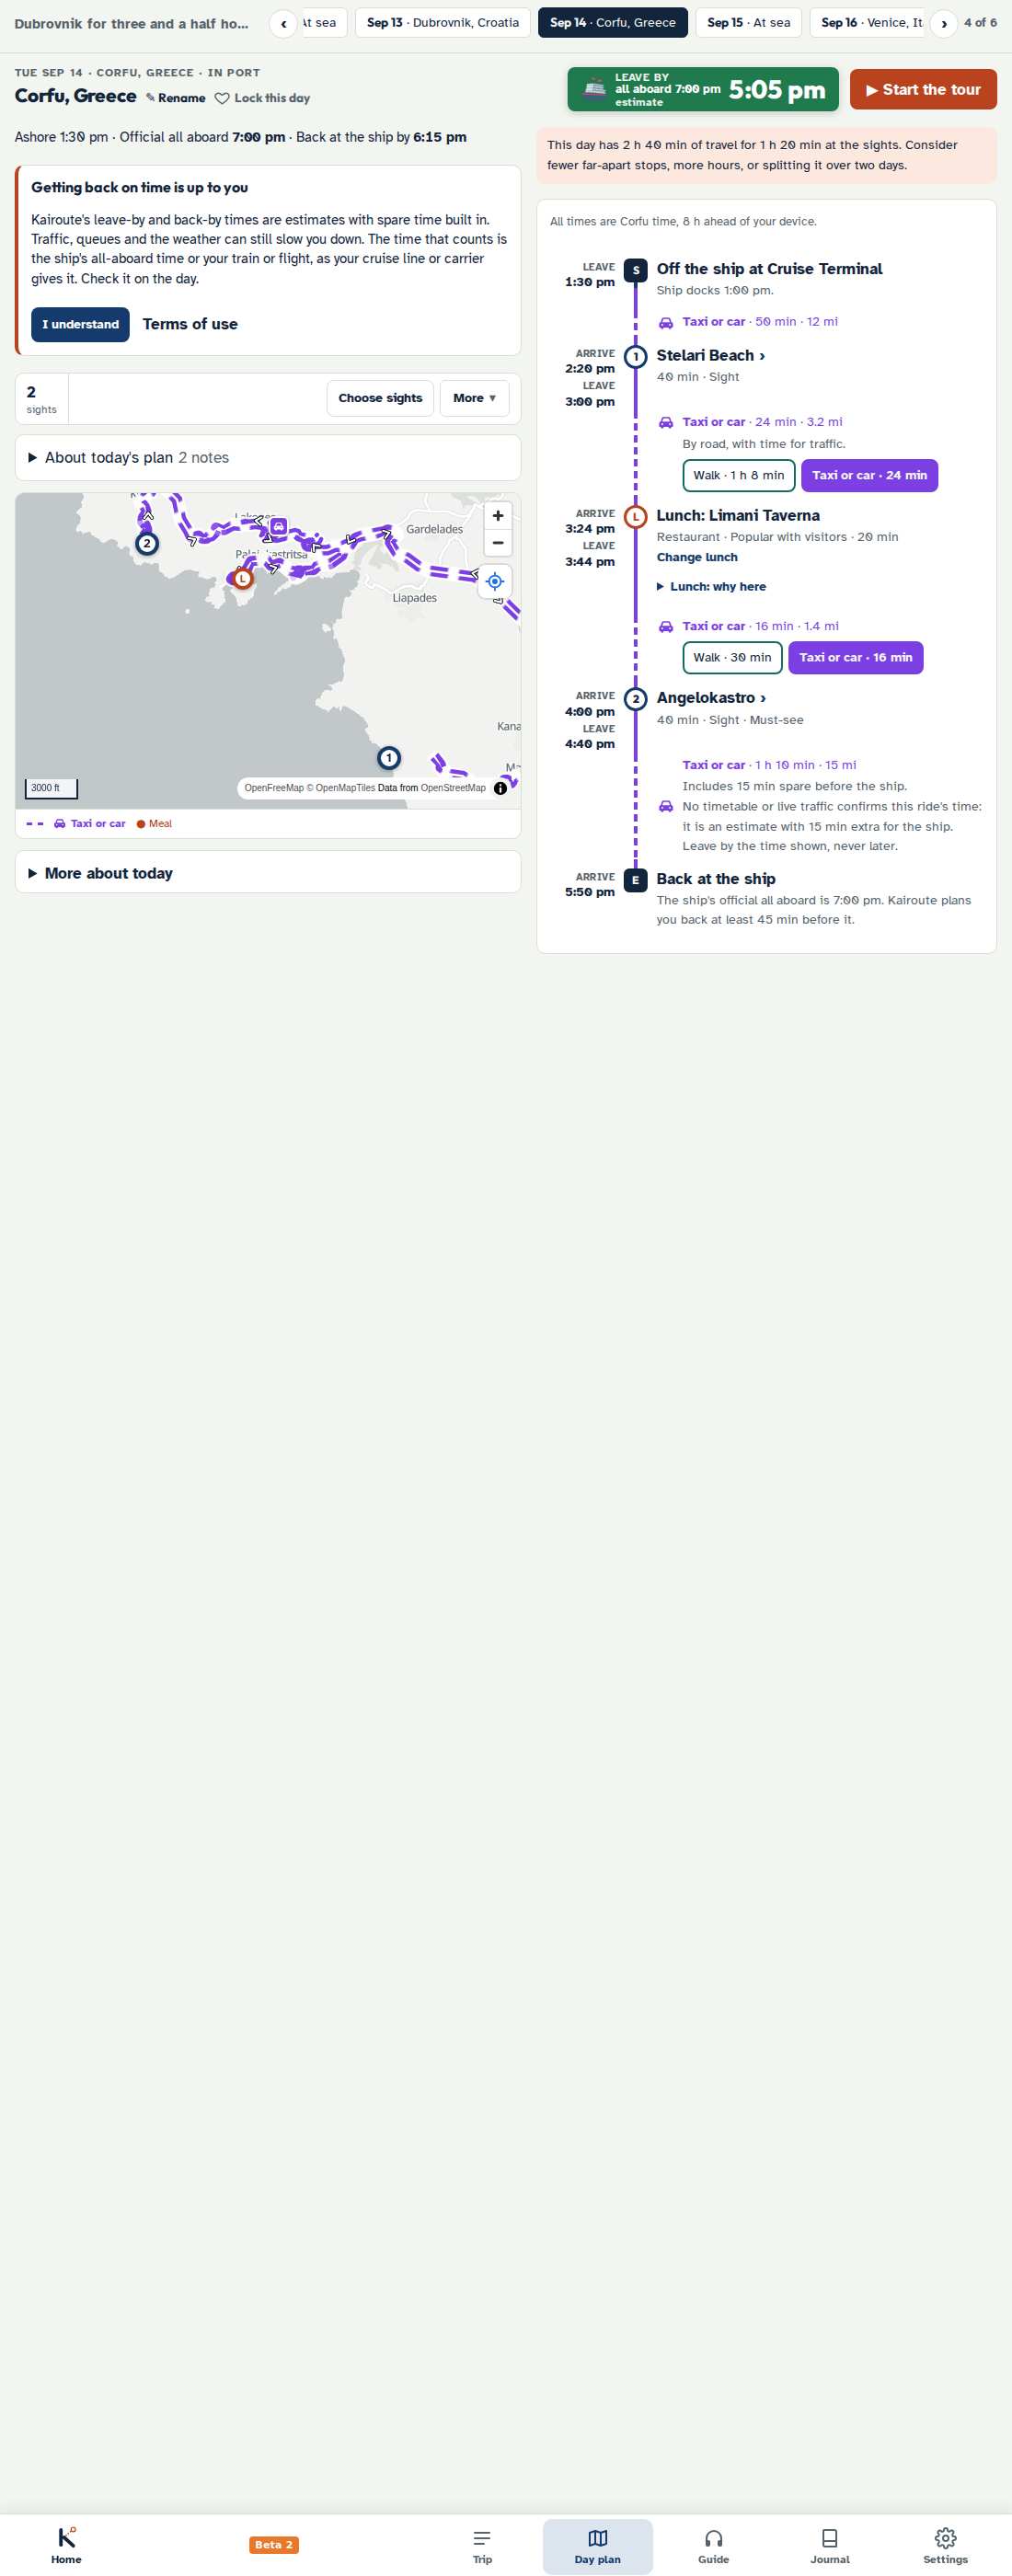 Dubrovnik for three and a half ho...
‹
At sea
Sep 13 · Dubrovnik, Croatia
Sep 14 · Corfu, Greece
Sep 15 · At sea
Sep 16 · Venice, It
›
4 of 6
TUE SEP 14 · CORFU, GREECE · IN PORT
Corfu, Greece
✎ Rename
Lock this day
LEAVE BY
all aboard 7:00 pm
estimate
5:05 pm
▶ Start the tour
Ashore 1:30 pm · Official all aboard 7:00 pm · Back at the ship by 6:15 pm
Getting back on time is up to you
Kairoute's leave-by and back-by times are estimates with spare time built in.
Traffic, queues and the weather can still slow you down. The time that counts is
the ship's all-aboard time or your train or flight, as your cruise line or carrier
gives it. Check it on the day.
I understand
Terms of use
2
sights
Choose sights
More ▼
▶ About today's plan 2 notes
2
L
1
Gardelades
Liapades
Kana
3000 ft
OpenFreeMap © OpenMapTiles Data from OpenStreetMap
Taxi or car
Meal
▶ More about today
This day has 2 h 40 min of travel for 1 h 20 min at the sights. Consider
fewer far-apart stops, more hours, or splitting it over two days.
All times are Corfu time, 8 h ahead of your device.
LEAVE
1:30 pm
S
Off the ship at Cruise Terminal
Ship docks 1:00 pm.
Taxi or car · 50 min · 12 mi
ARRIVE
2:20 pm
LEAVE
3:00 pm
1
Stelari Beach ›
40 min · Sight
Taxi or car · 24 min · 3.2 mi
By road, with time for traffic.
Walk · 1 h 8 min
Taxi or car · 24 min
ARRIVE
3:24 pm
LEAVE
3:44 pm
L
Lunch: Limani Taverna
Restaurant · Popular with visitors · 20 min
Change lunch
▶ Lunch: why here
Taxi or car · 16 min · 1.4 mi
Walk · 30 min
Taxi or car · 16 min
ARRIVE
4:00 pm
LEAVE
4:40 pm
2
Angelokastro ›
40 min · Sight · Must-see
Taxi or car · 1 h 10 min · 15 mi
Includes 15 min spare before the ship.
No timetable or live traffic confirms this ride's time:
it is an estimate with 15 min extra for the ship.
Leave by the time shown, never later.
ARRIVE
5:50 pm
E
Back at the ship
The ship's official all aboard is 7:00 pm. Kairoute plans
you back at least 45 min before it.
Home
Beta 2
Trip
Day plan
Guide
Journal
Settings